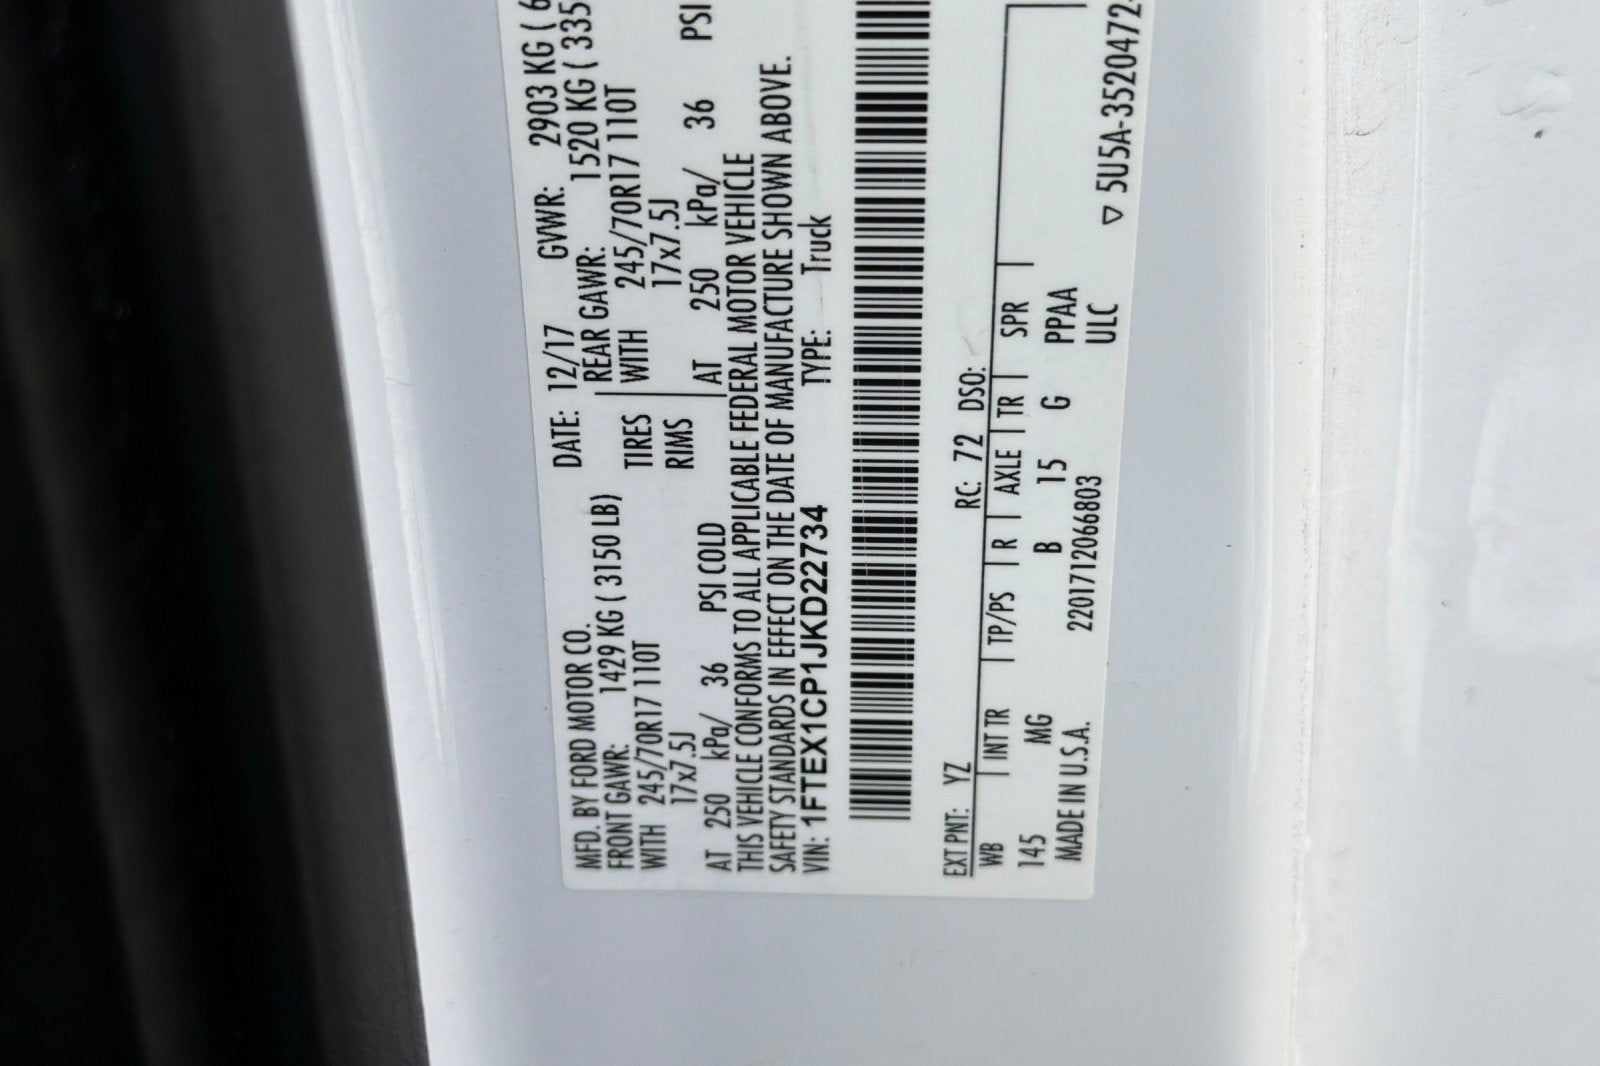 MFD. BY FORD MOTOR CO. DATE: 12/17 GVWR: 2903 KG ( 6
FRONT GAWR: 1429 KG ( 3150 LB) REAR GAWR: 1520 KG ( 335
WITH 245/70R17 110T TIRES WITH 245/70R17 110T
17x7.5J RIMS 17x7.5J
AT 250 kPa/ 36 PSI COLD AT 250 kPa/ 36 PSI
THIS VEHICLE CONFORMS TO ALL APPLICABLE FEDERAL MOTOR VEHICLE
SAFETY STANDARDS IN EFFECT ON THE DATE OF MANUFACTURE SHOWN ABOVE.
VIN: 1FTEX1CP1JKD22734 TYPE: Truck
EXT PNT: YZ RC: 72 DSO:
WB INT TR TP/PS R AXLE TR SPR
145 MG B 15 G PPAA
MADE IN U.S.A. 2201712066803 ULC
▽ 5U5A-3520472-